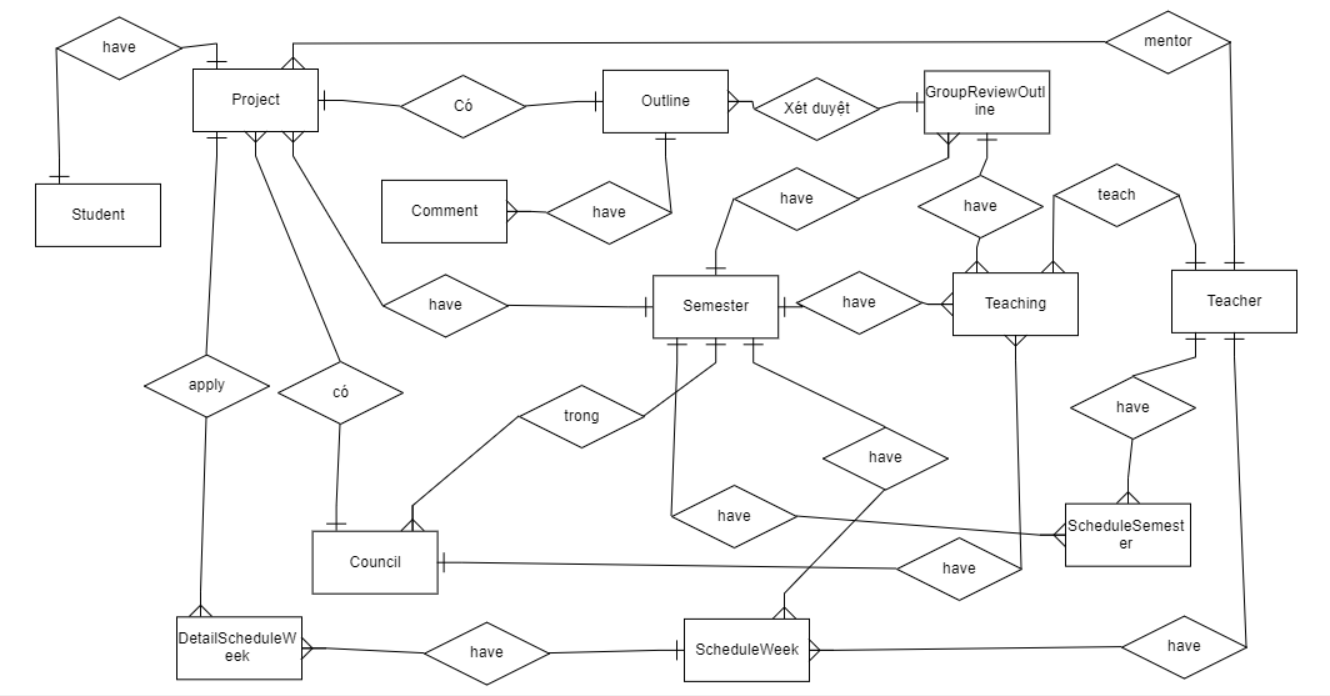 have
mentor
Project
Có
Outline
Xét duyệt
GroupReviewOutl
ine
Student
Comment
have
have
have
teach
have
Semester
have
Teaching
Teacher
apply
có
trong
have
have
have
ScheduleSemest
er
Council
have
DetailScheduleW
eek
have
ScheduleWeek
have